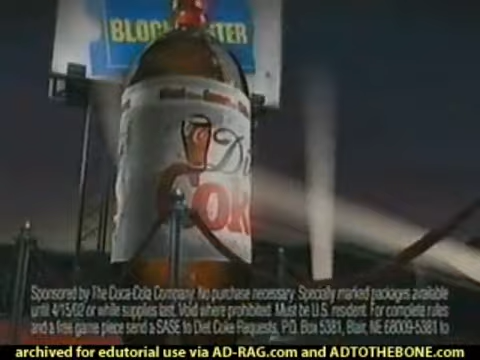 BLOCKBUSTER
Di
COK
Sponsored by The Coca-Cola Company. No purchase necessary. Specially marked packages available
until 4/15/02 or while supplies last. Void where prohibited. Must be U.S. resident. For complete rules
and a free game piece send a SASE to Diet Coke Requests, P.O. Box 5381, Blair, NE 68009-5381 to
archived for edutorial use via AD-RAG.com and ADTOTHEBONE.com